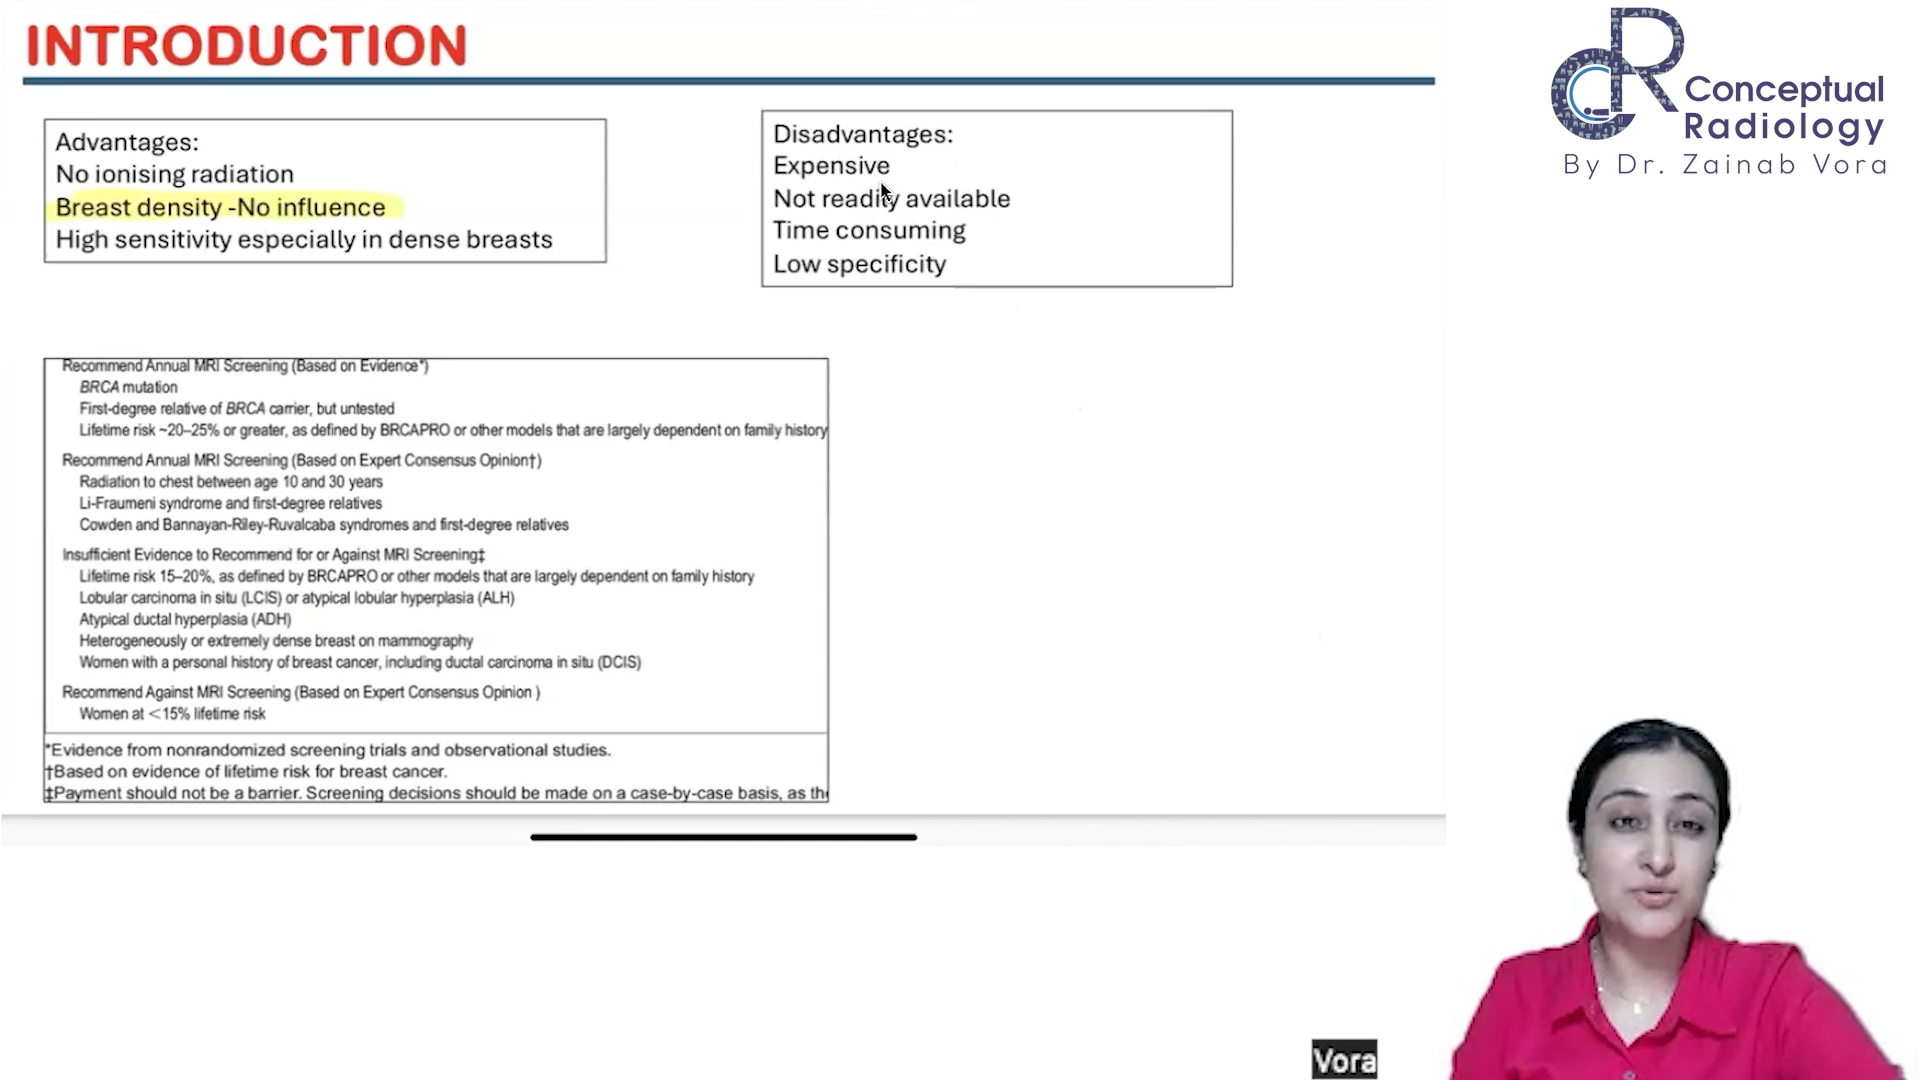 INTRODUCTION
Conceptual
Radiology
By Dr. Zainab Vora
Advantages:
No ionising radiation
Breast density -No influence
High sensitivity especially in dense breasts
Disadvantages:
Expensive
Not readily available
Time consuming
Low specificity
Recommend Annual MRI Screening (Based on Evidence*)
BRCA mutation
First-degree relative of BRCA carrier, but untested
Lifetime risk ~20–25% or greater, as defined by BRCAPRO or other models that are largely dependent on family history
Recommend Annual MRI Screening (Based on Expert Consensus Opinion†)
Radiation to chest between age 10 and 30 years
Li-Fraumeni syndrome and first-degree relatives
Cowden and Bannayan-Riley-Ruvalcaba syndromes and first-degree relatives
Insufficient Evidence to Recommend for or Against MRI Screening‡
Lifetime risk 15–20%, as defined by BRCAPRO or other models that are largely dependent on family history
Lobular carcinoma in situ (LCIS) or atypical lobular hyperplasia (ALH)
Atypical ductal hyperplasia (ADH)
Heterogeneously or extremely dense breast on mammography
Women with a personal history of breast cancer, including ductal carcinoma in situ (DCIS)
Recommend Against MRI Screening (Based on Expert Consensus Opinion )
Women at <15% lifetime risk
*Evidence from nonrandomized screening trials and observational studies.
†Based on evidence of lifetime risk for breast cancer.
‡Payment should not be a barrier. Screening decisions should be made on a case-by-case basis, as
Vora